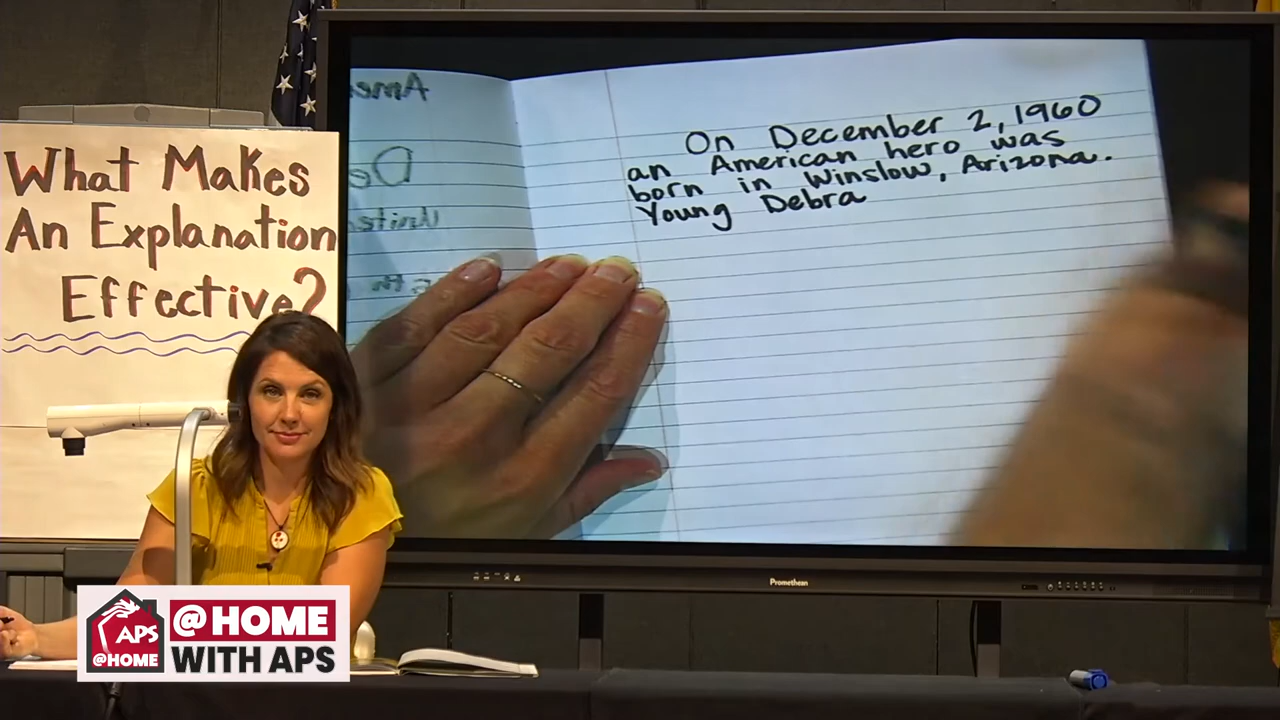 What Makes
An Explanation
Effective?
On December 2, 1960
an American hero was
born in Winslow, Arizona.
Young Debra
Promethean
APS
@HOME
@HOME
WITH APS